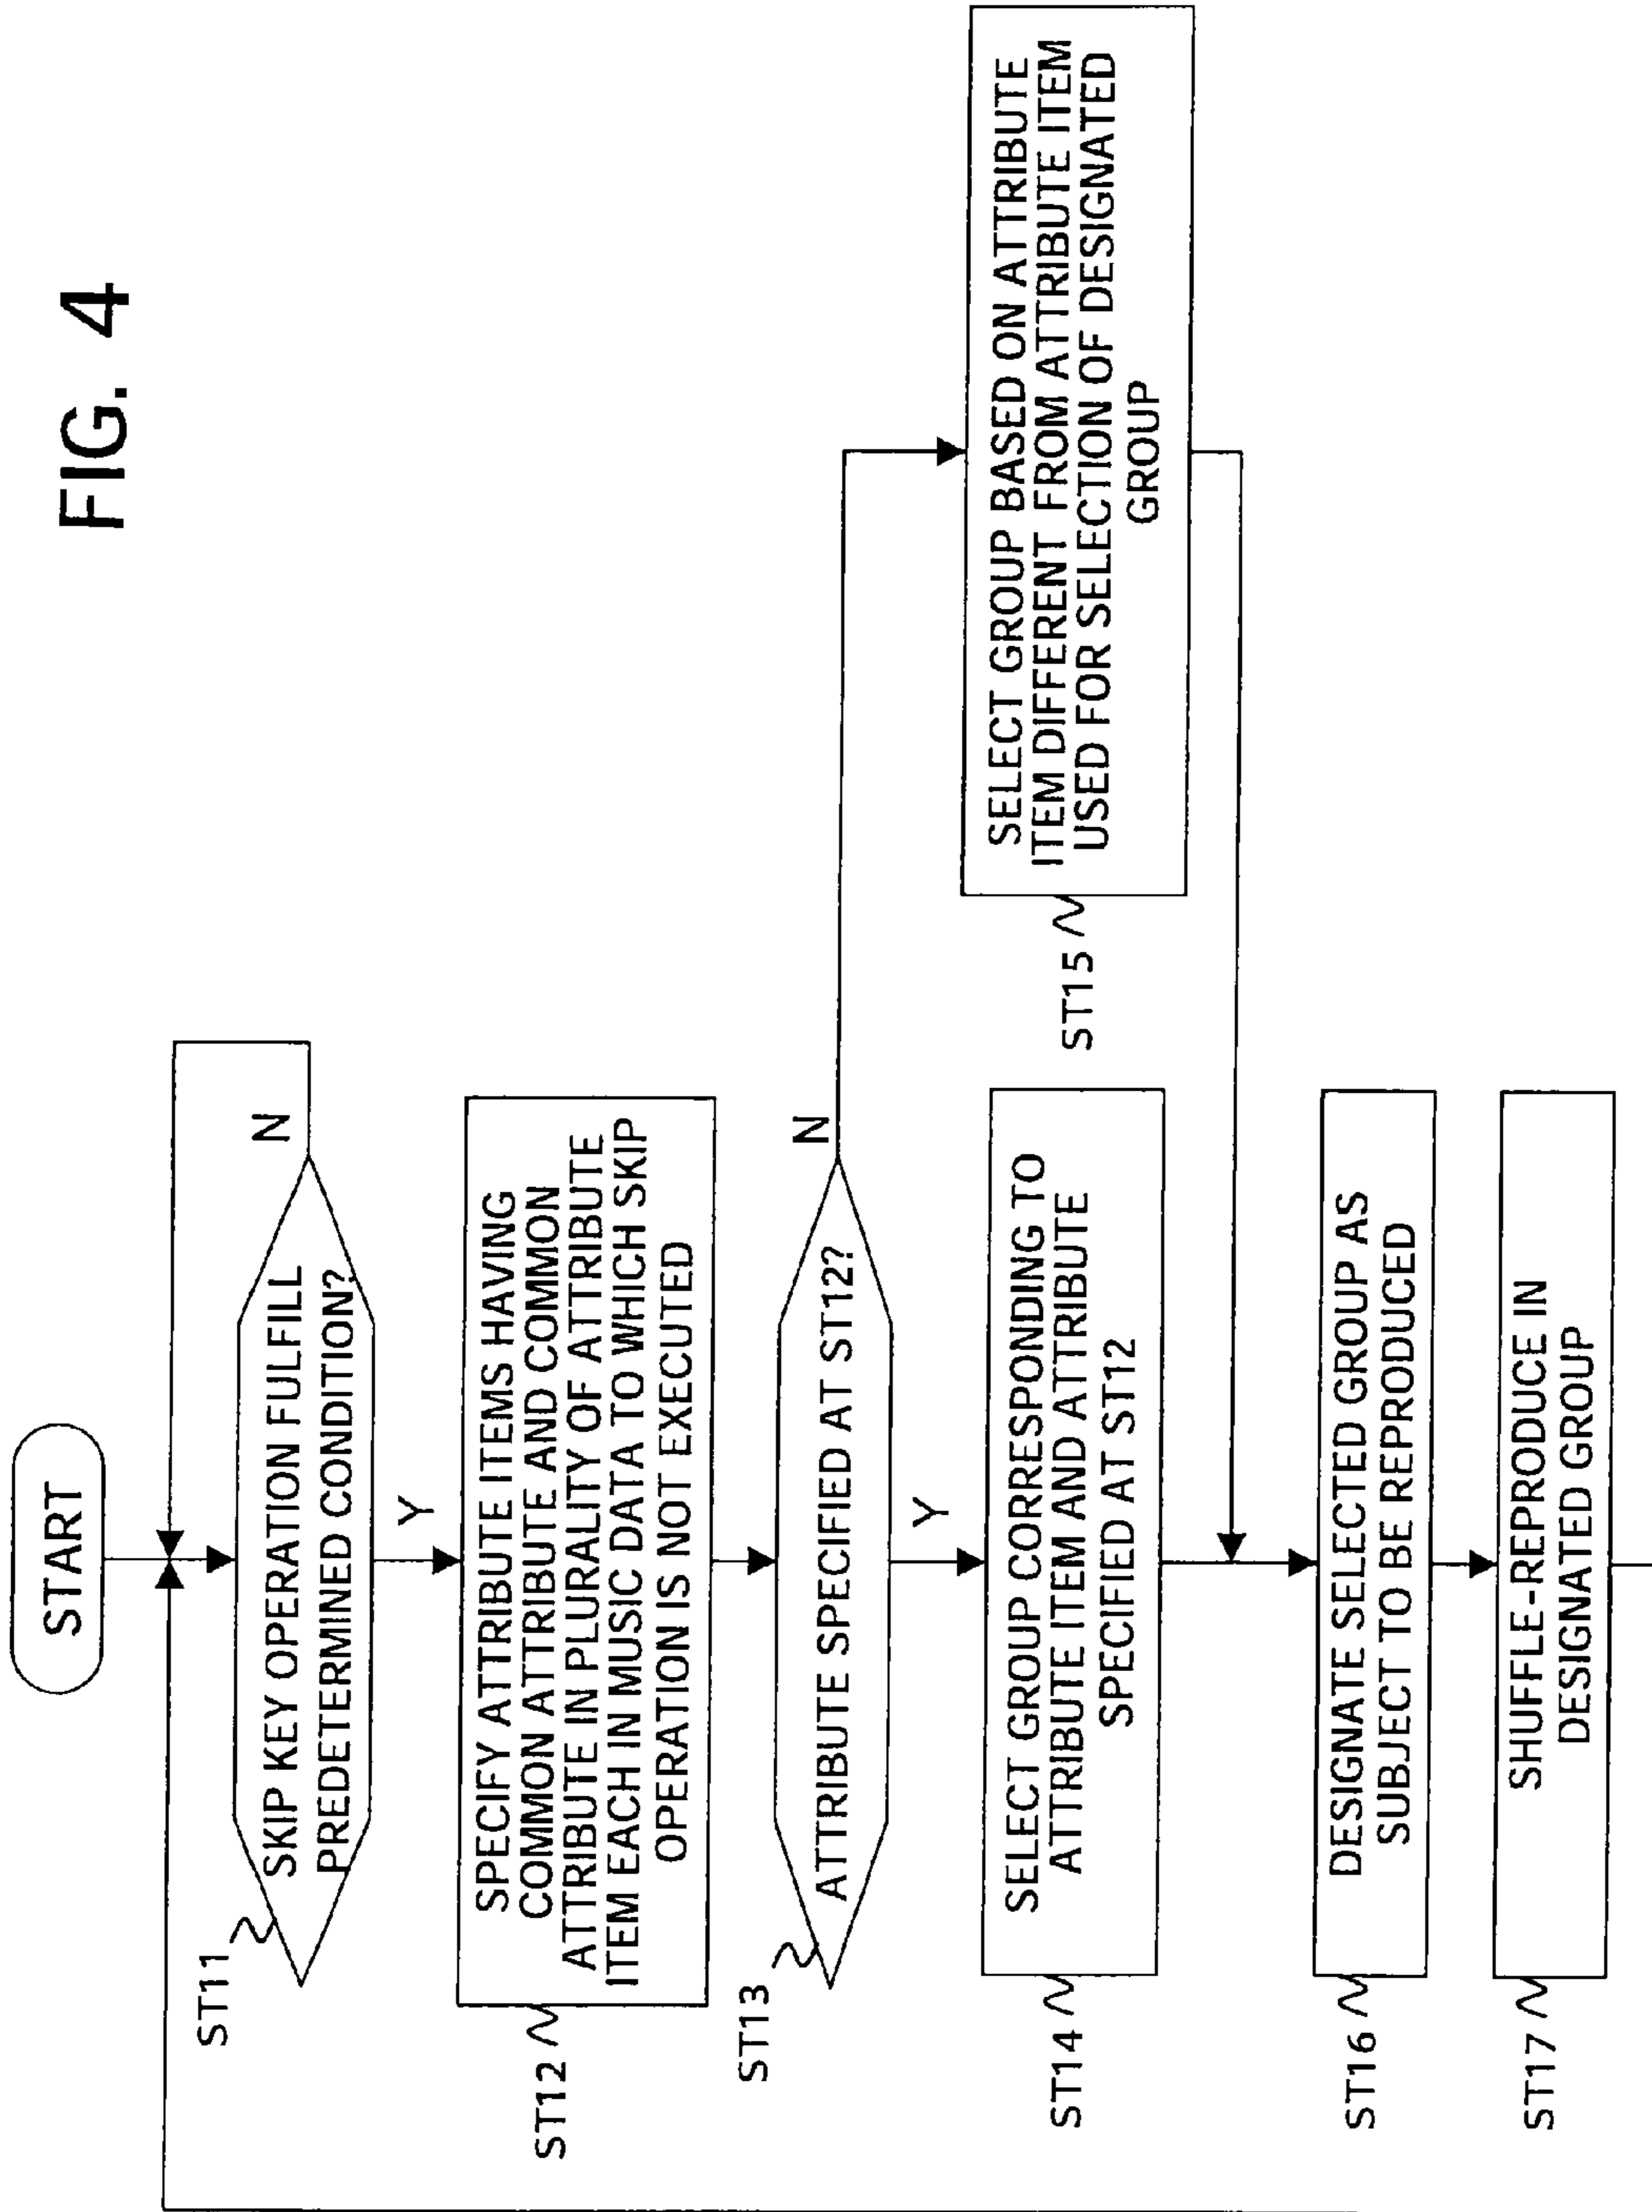 FIG. 4
START
ST11
SKIP KEY OPERATION FULFILL
PREDETERMINED CONDITION?
N
Y
ST12
SPECIFY ATTRIBUTE ITEMS HAVING
COMMON ATTRIBUTE AND COMMON
ATTRIBUTE IN PLURALITY OF ATTRIBUTE
ITEM EACH IN MUSIC DATA TO WHICH SKIP
OPERATION IS NOT EXECUTED
ST13
ATTRIBUTE SPECIFIED AT ST12?
N
Y
ST14
SELECT GROUP CORRESPONDING TO
ATTRIBUTE ITEM AND ATTRIBUTE
SPECIFIED AT ST12
ST15
SELECT GROUP BASED ON ATTRIBUTE
ITEM DIFFERENT FROM ATTRIBUTE ITEM
USED FOR SELECTION OF DESIGNATED
GROUP
ST16
DESIGNATE SELECTED GROUP AS
SUBJECT TO BE REPRODUCED
ST17
SHUFFLE-REPRODUCE IN
DESIGNATED GROUP